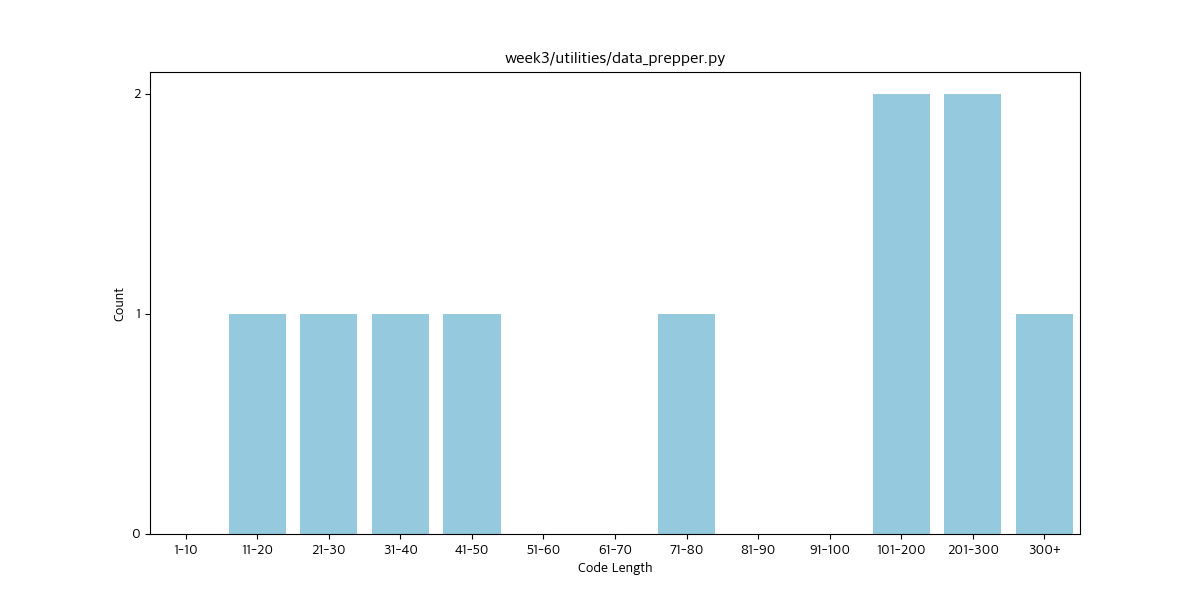 week3/utilities/data_prepper.py
Count
2
1
0
1-10 11-20 21-30 31-40 41-50 51-60 61-70 71-80 81-90 91-100 101-200 201-300 300+
Code Length